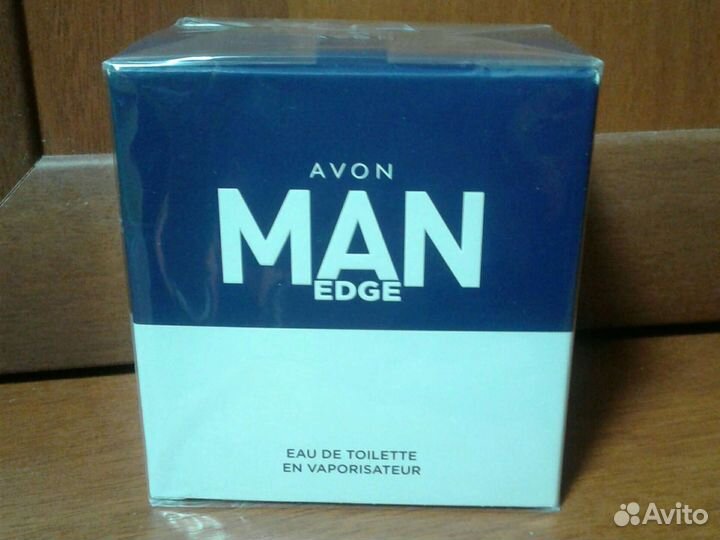 AVON
MAN
EDGE
EAU DE TOILETTE
EN VAPORISATEUR
Avito